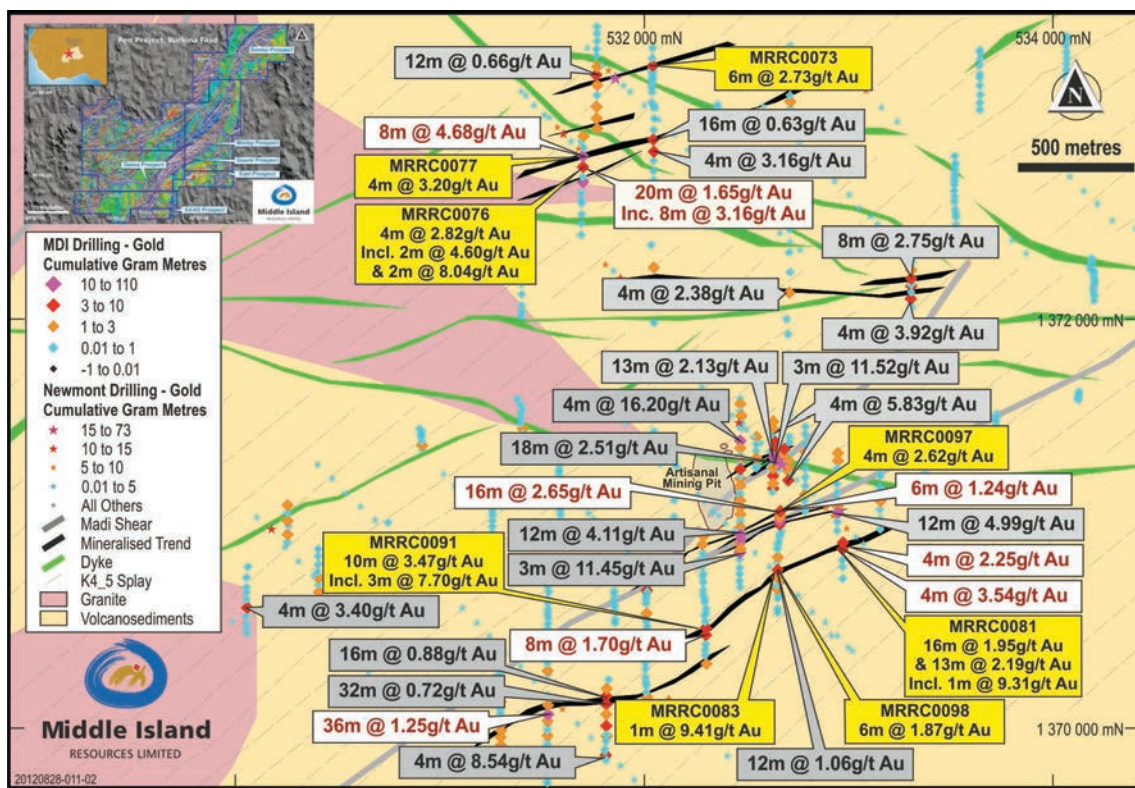 Reo Project, Burkina Faso
Middle Island
RESOURCES LIMITED
532 000 mN
534 000 mN
N
500 metres
12m @ 0.66g/t Au
MRRC0073
6m @ 2.73g/t Au
8m @ 4.68g/t Au
16m @ 0.63g/t Au
MRRC0077
4m @ 3.20g/t Au
4m @ 3.16g/t Au
20m @ 1.65g/t Au
Inc. 8m @ 3.16g/t Au
MRRC0076
4m @ 2.82g/t Au
Incl. 2m @ 4.60g/t Au
& 2m @ 8.04g/t Au
8m @ 2.75g/t Au
4m @ 2.38g/t Au
1 372 000 mN
4m @ 3.92g/t Au
MDI Drilling - Gold
Cumulative Gram Metres
10 to 110
3 to 10
1 to 3
0.01 to 1
-1 to 0.01
Newmont Drilling - Gold
Cumulative Gram Metres
15 to 73
10 to 15
5 to 10
0.01 to 5
All Others
Madi Shear
Mineralised Trend
Dyke
K4_5 Splay
Granite
Volcanosediments
13m @ 2.13g/t Au
3m @ 11.52g/t Au
4m @ 16.20g/t Au
4m @ 5.83g/t Au
18m @ 2.51g/t Au
MRRC0097
4m @ 2.62g/t Au
Artisanal
Mining Pit
16m @ 2.65g/t Au
6m @ 1.24g/t Au
12m @ 4.11g/t Au
12m @ 4.99g/t Au
MRRC0091
10m @ 3.47g/t Au
Incl. 3m @ 7.70g/t Au
3m @ 11.45g/t Au
4m @ 2.25g/t Au
4m @ 3.40g/t Au
4m @ 3.54g/t Au
8m @ 1.70g/t Au
MRRC0081
16m @ 1.95g/t Au
& 13m @ 2.19g/t Au
Incl. 1m @ 9.31g/t Au
16m @ 0.88g/t Au
32m @ 0.72g/t Au
36m @ 1.25g/t Au
MRRC0083
1m @ 9.41g/t Au
MRRC0098
6m @ 1.87g/t Au
1 370 000 mN
4m @ 8.54g/t Au
12m @ 1.06g/t Au
Middle Island
RESOURCES LIMITED
20120828-011-02